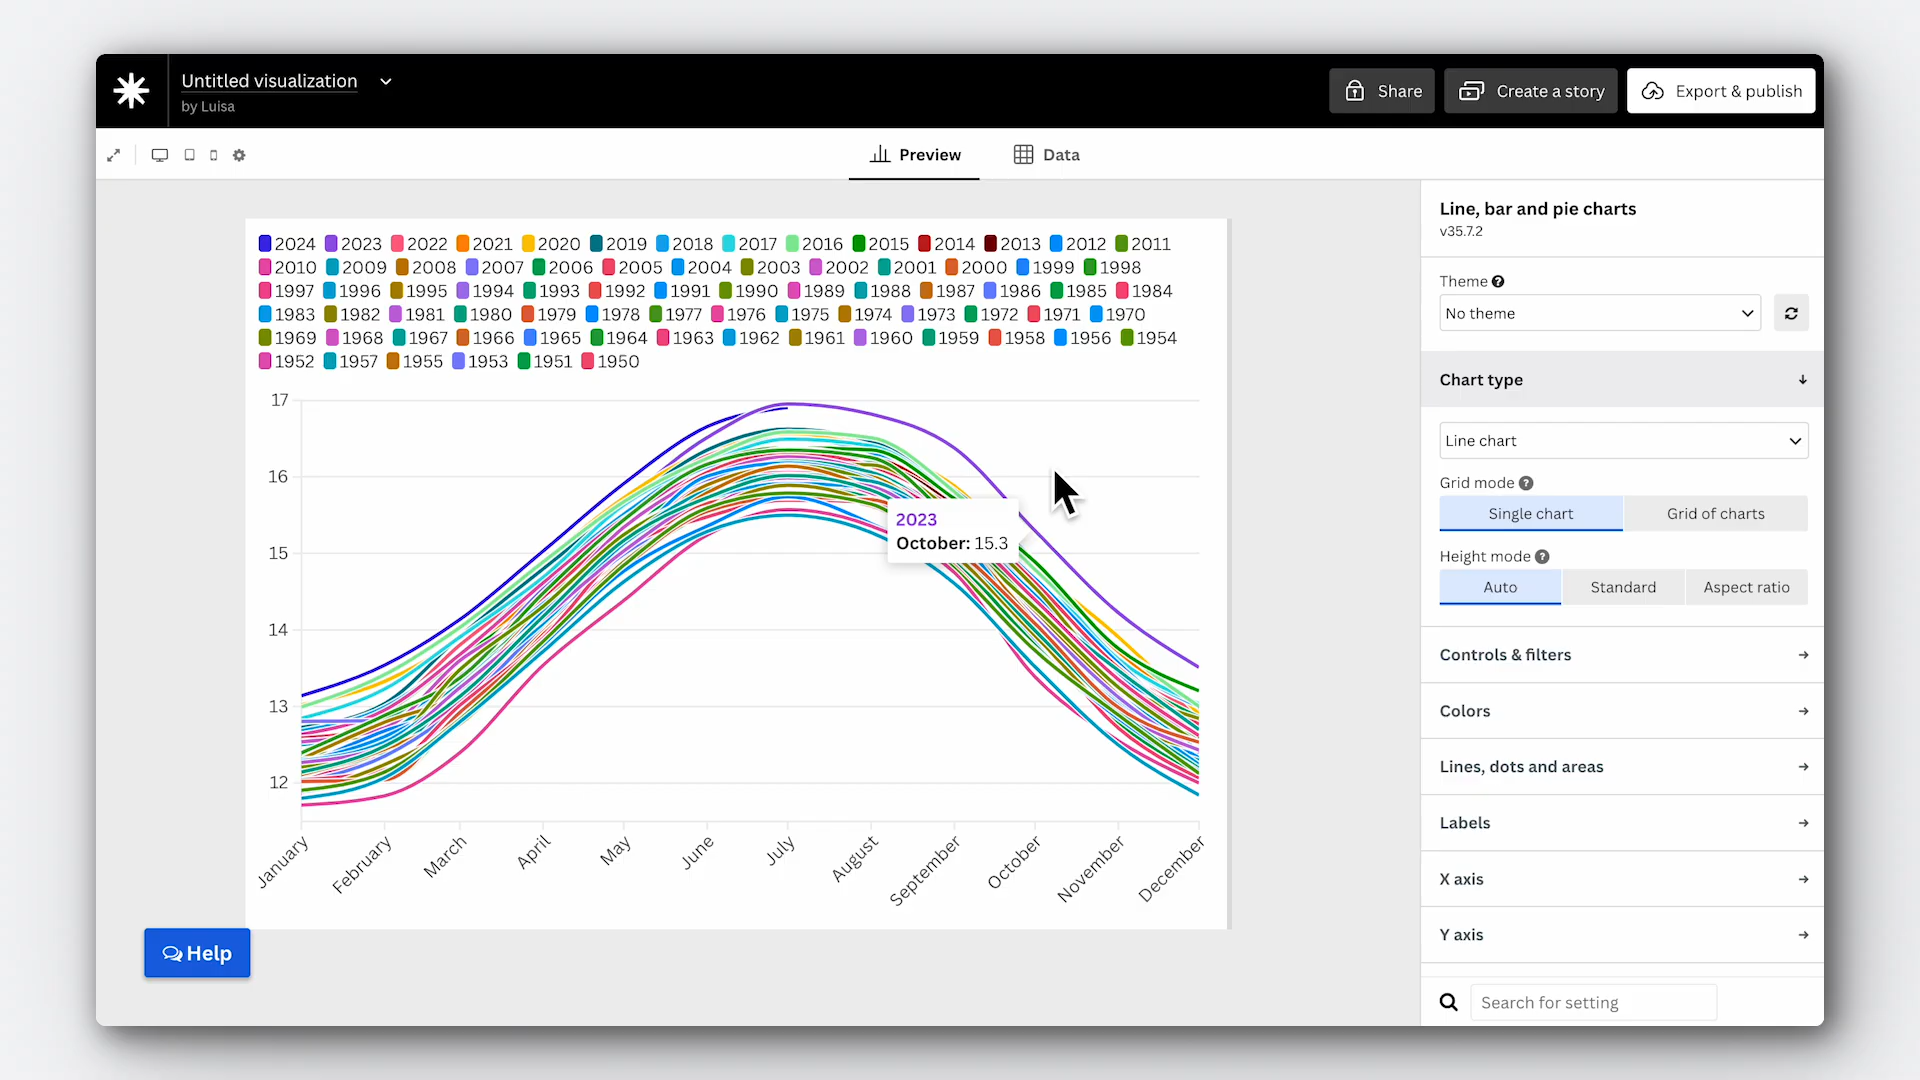 Untitled visualization
by Luisa
Share
Create a story
Export & publish
Preview
Data
2024 2023 2022 2021 2020 2019 2018 2017 2016 2015 2014 2013 2012 2011
2010 2009 2008 2007 2006 2005 2004 2003 2002 2001 2000 1999 1998
1997 1996 1995 1994 1993 1992 1991 1990 1989 1988 1987 1986 1985 1984
1983 1982 1981 1980 1979 1978 1977 1976 1975 1974 1973 1972 1971 1970
1969 1968 1967 1966 1965 1964 1963 1962 1961 1960 1959 1958 1956 1954
1952 1957 1955 1953 1951 1950
17
16
15
14
13
12
2023
October: 15.3
January
February
March
April
May
June
July
August
September
October
November
December
Help
Line, bar and pie charts
v35.7.2
Theme ?
No theme
Chart type
Line chart
Grid mode ?
Single chart
Grid of charts
Height mode ?
Auto
Standard
Aspect ratio
Controls & filters
Colors
Lines, dots and areas
Labels
X axis
Y axis
Search for setting